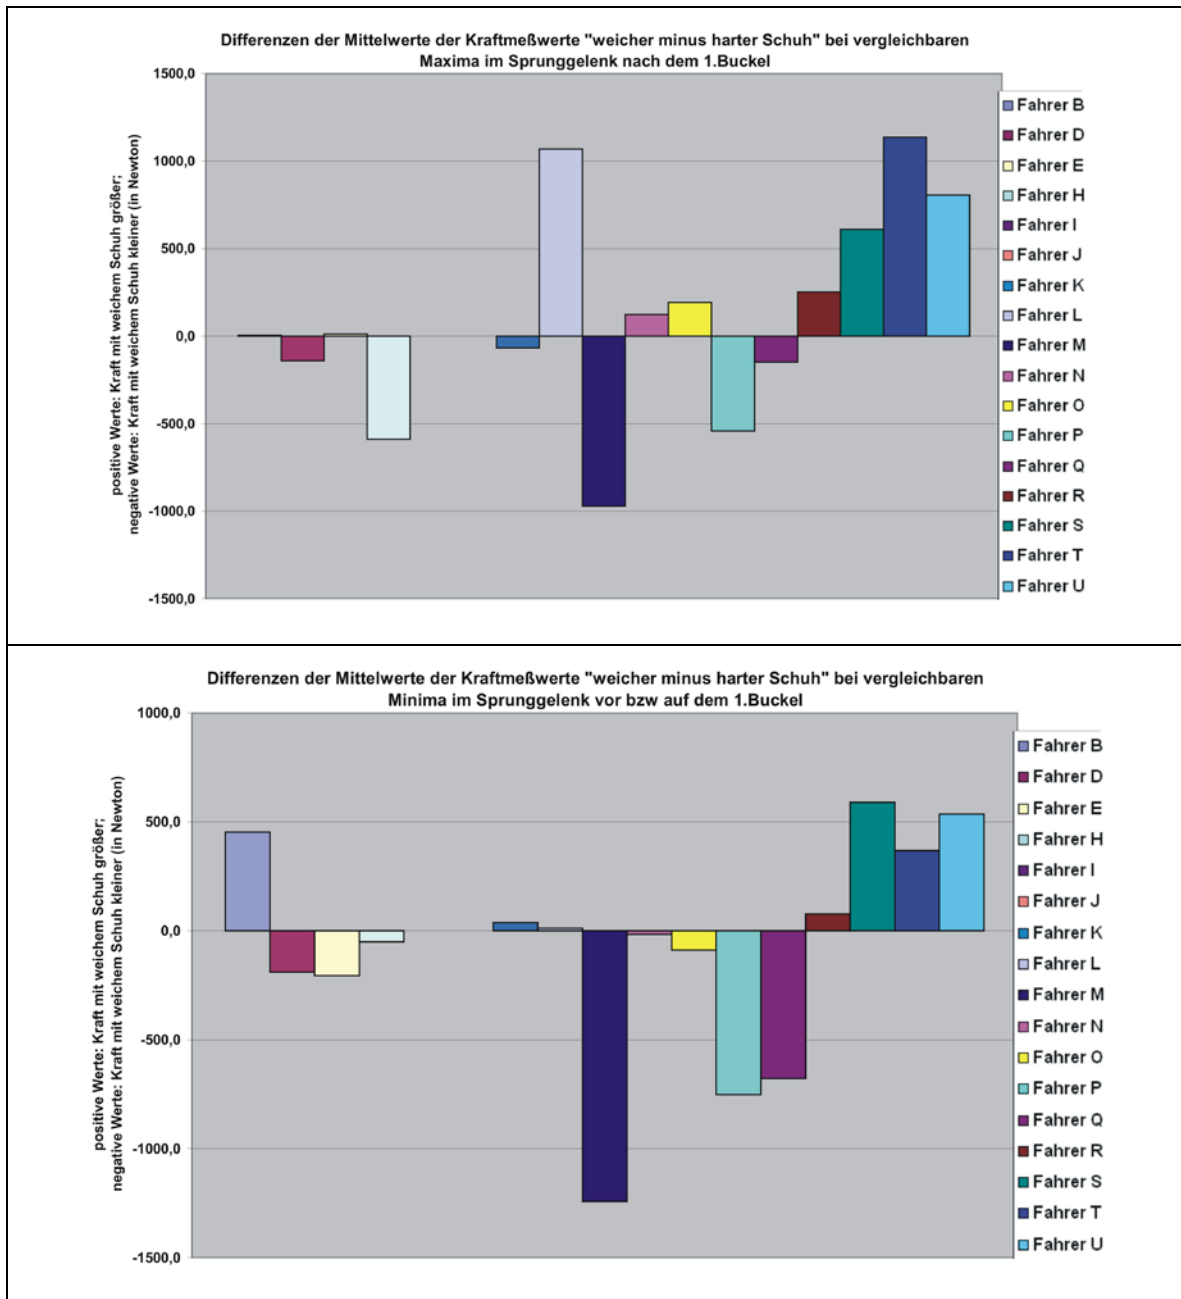 Differenzen der Mittelwerte der Kraftmeßwerte "weicher minus harter Schuh" bei vergleichbaren
Maxima im Sprunggelenk nach dem 1.Buckel
positive Werte: Kraft mit weichem Schuh größer;
negative Werte: Kraft mit weichem Schuh kleiner (in Newton)
1500,0
1000,0
500,0
0,0
-500,0
-1000,0
-1500,0
Fahrer B
Fahrer D
Fahrer E
Fahrer H
Fahrer I
Fahrer J
Fahrer K
Fahrer L
Fahrer M
Fahrer N
Fahrer O
Fahrer P
Fahrer Q
Fahrer R
Fahrer S
Fahrer T
Fahrer U
Differenzen der Mittelwerte der Kraftmeßwerte "weicher minus harter Schuh" bei vergleichbaren
Minima im Sprunggelenk vor bzw auf dem 1.Buckel
positive Werte: Kraft mit weichem Schuh größer;
negative Werte: Kraft mit weichem Schuh kleiner (in Newton)
1000,0
500,0
0,0
-500,0
-1000,0
-1500,0
Fahrer B
Fahrer D
Fahrer E
Fahrer H
Fahrer I
Fahrer J
Fahrer K
Fahrer L
Fahrer M
Fahrer N
Fahrer O
Fahrer P
Fahrer Q
Fahrer R
Fahrer S
Fahrer T
Fahrer U